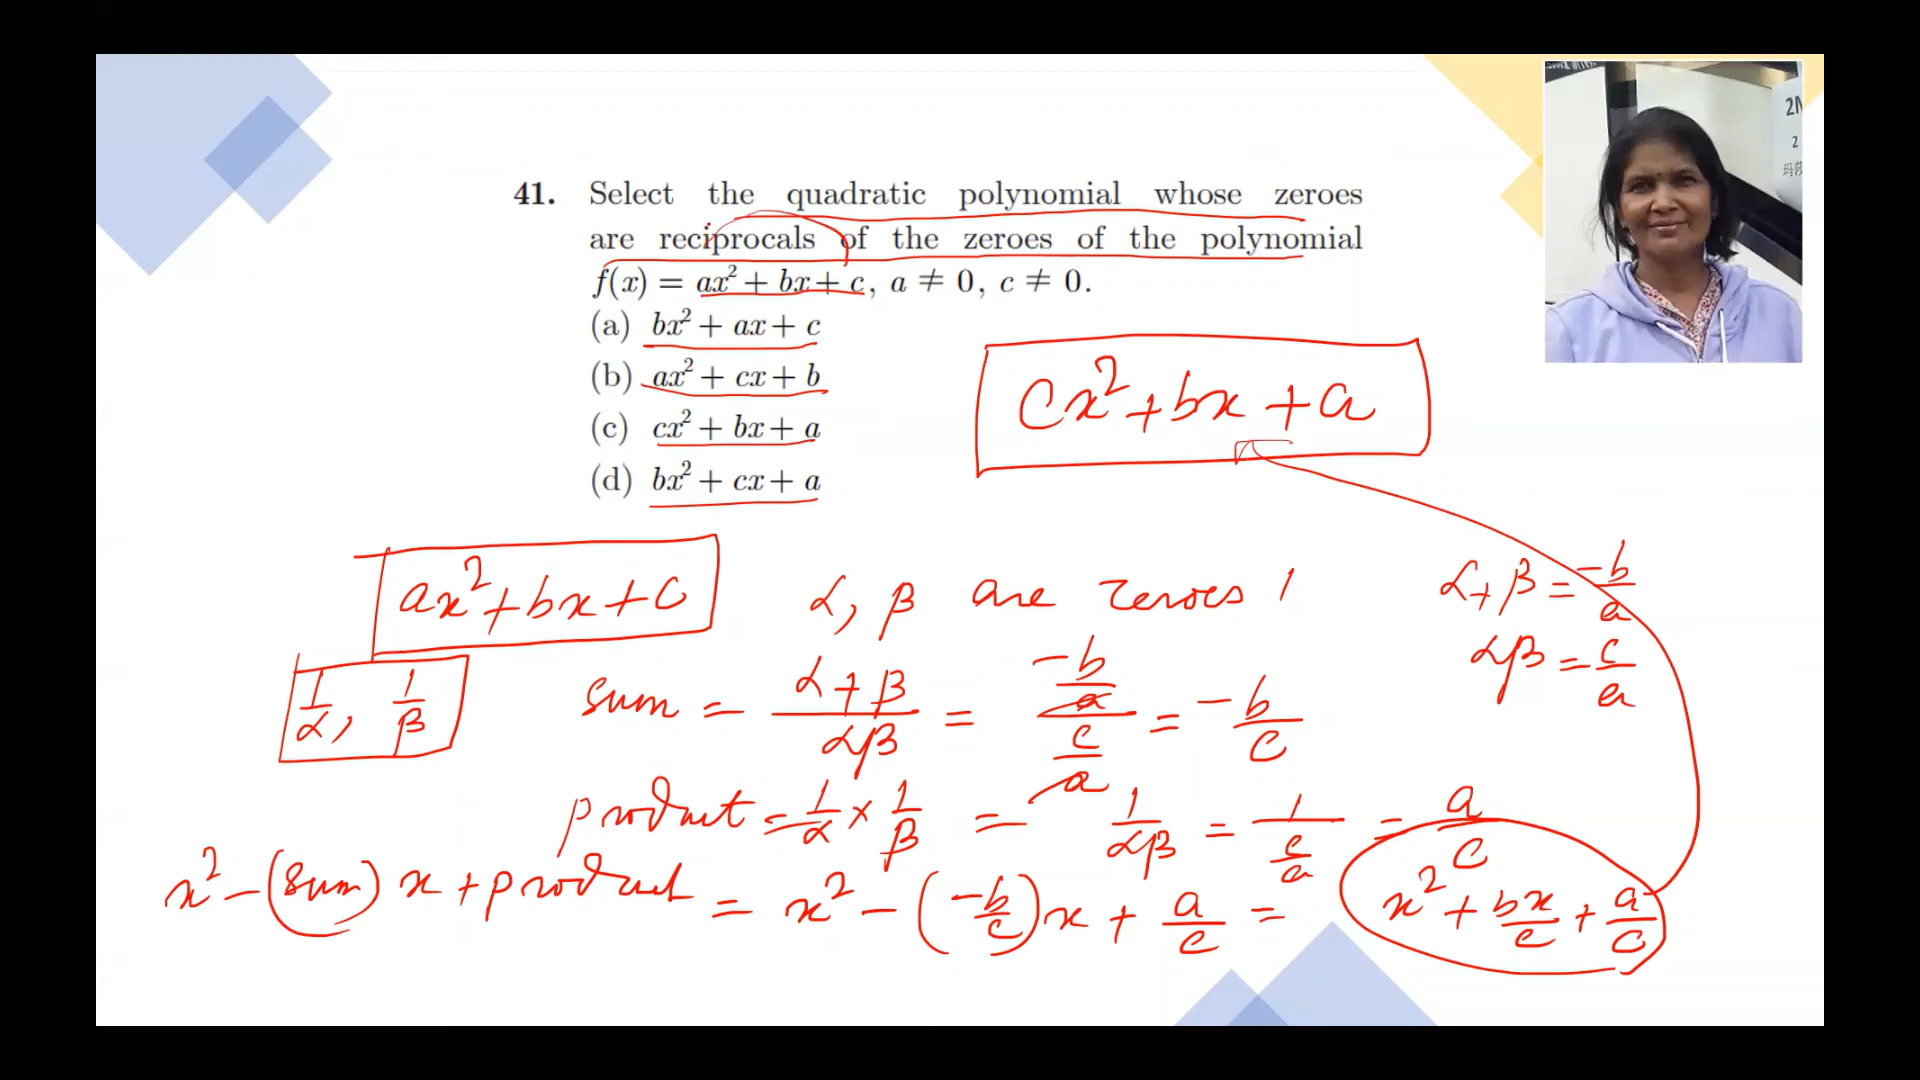 41. Select the quadratic polynomial whose zeroes
are reciprocals of the zeroes of the polynomial
f(x) = ax² + bx + c, a ≠ 0, c ≠ 0.
(a) bx² + ax + c
(b) ax² + cx + b
(c) cx² + bx + a
(d) bx² + cx + a
cx² + bx + a
ax² + bx + c
α, β are zeroes
α + β = -b/a
αβ = c/a
1/α, 1/β
sum = (α + β)/(αβ) = (-b/a)/(c/a) = -b/c
product = 1/α × 1/β = 1/(αβ) = 1/(c/a) = a/c
x² - (sum) x + product = x² - (-b/c) x + a/c = x² + bx/c + a/c
2